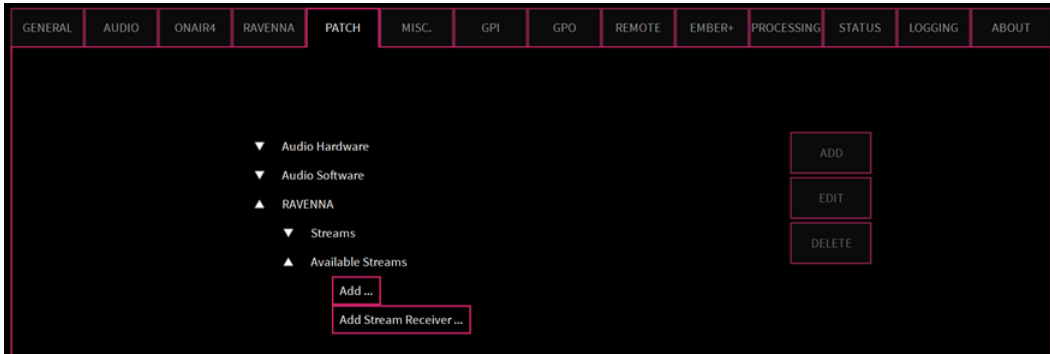 GENERAL AUDIO ONAIR4 RAVENNA PATCH MISC. GPI GPO REMOTE EMBER+ PROCESSING STATUS LOGGING ABOUT
Audio Hardware
ADD
Audio Software
EDIT
RAVENNA
Streams
DELETE
Available Streams
Add ...
Add Stream Receiver ...